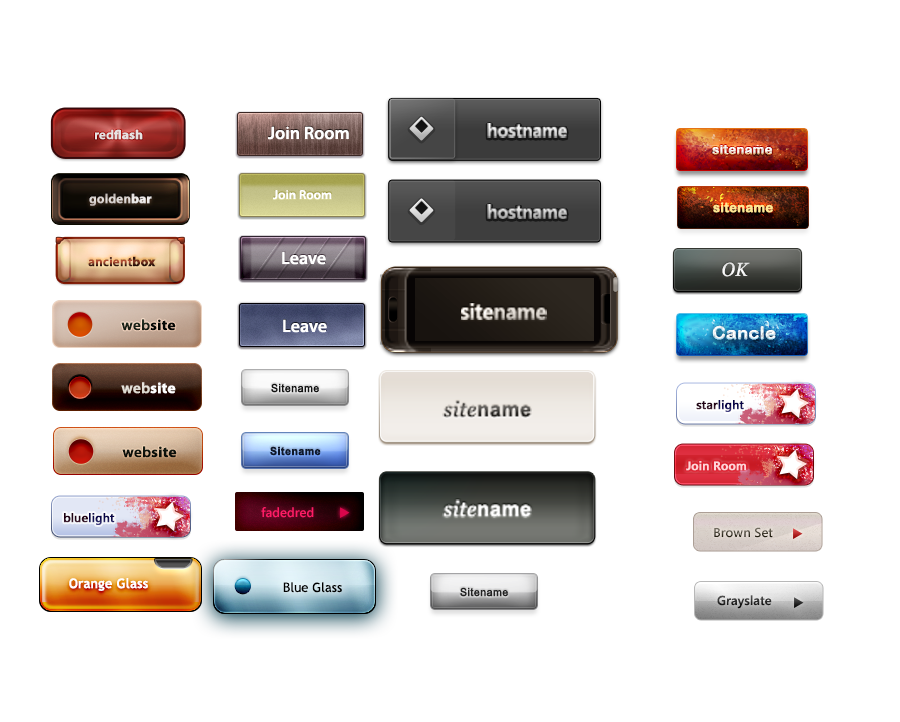 redflash
goldenbar
ancientbox
website
website
website
bluelight
Orange Glass
Join Room
Join Room
Leave
Leave
Sitename
Sitename
fadedred
Blue Glass
hostname
hostname
sitename
sitename
sitename
Sitename
sitename
sitename
OK
Cancle
starlight
Join Room
Brown Set
Grayslate